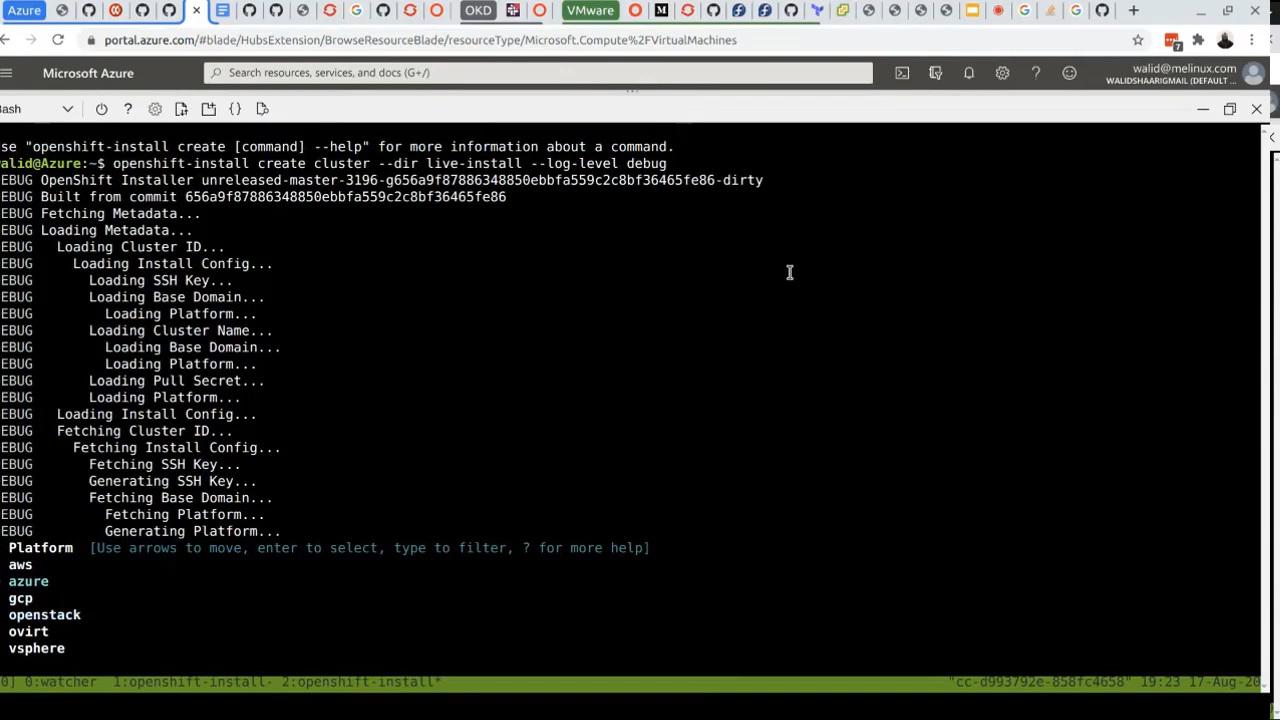 Azure
OKD
VMware
portal.azure.com/#blade/HubsExtension/BrowseResourceBlade/resourceType/Microsoft.Compute%2FVirtualMachines
7
Microsoft Azure
Search resources, services, and docs (G+/)
walid@melinux.com
WALIDSHAARIGMAIL (DEFAULT ...
ash
se "openshift-install create [command] --help" for more information about a command.
alid@Azure:~$ openshift-install create cluster --dir live-install --log-level debug
EBUG OpenShift Installer unreleased-master-3196-g656a9f87886348850ebbfa559c2c8bf36465fe86-dirty
EBUG Built from commit 656a9f87886348850ebbfa559c2c8bf36465fe86
EBUG Fetching Metadata...
EBUG Loading Metadata...
EBUG   Loading Cluster ID...
EBUG     Loading Install Config...
EBUG       Loading SSH Key...
EBUG       Loading Base Domain...
EBUG         Loading Platform...
EBUG       Loading Cluster Name...
EBUG         Loading Base Domain...
EBUG         Loading Platform...
EBUG       Loading Pull Secret...
EBUG       Loading Platform...
EBUG   Loading Install Config...
EBUG   Fetching Cluster ID...
EBUG     Fetching Install Config...
EBUG       Fetching SSH Key...
EBUG       Generating SSH Key...
EBUG       Fetching Base Domain...
EBUG         Fetching Platform...
EBUG         Generating Platform...
Platform  [Use arrows to move, enter to select, type to filter, ? for more help]
aws
azure
gcp
openstack
ovirt
vsphere
0] 0:watcher  1:openshift-install- 2:openshift-install*   "cc-d993792e-858fc4658" 19:23 17-Aug-20